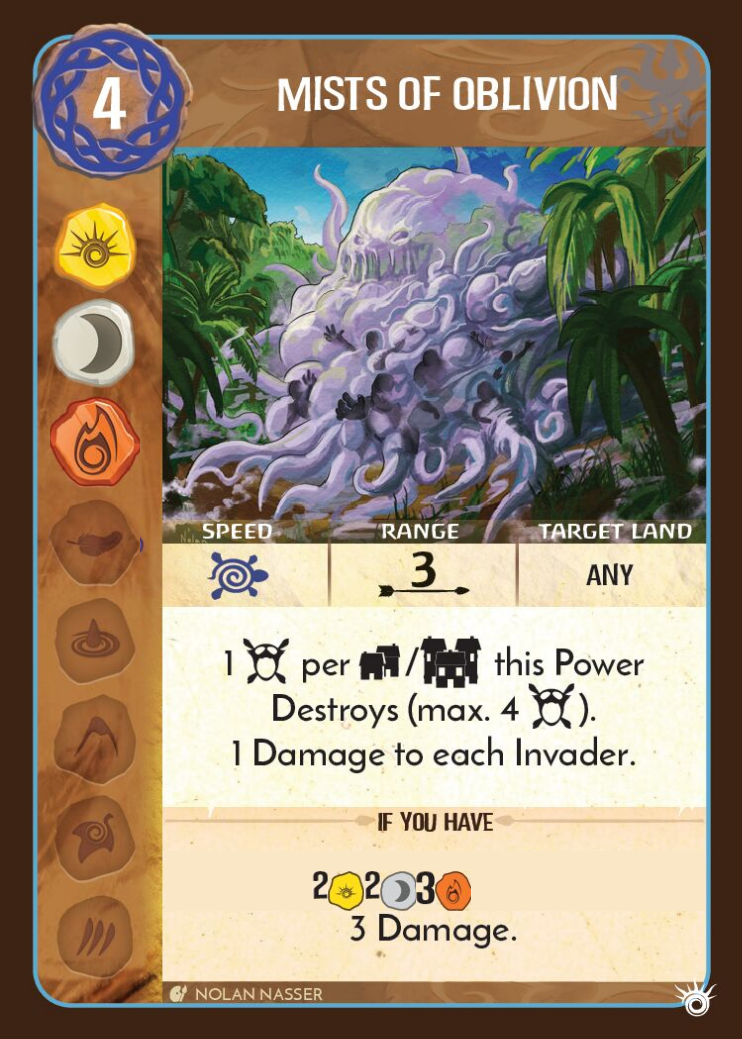 4
MISTS OF OBLIVION
Nolan
SPEED RANGE TARGET LAND
3 ANY
1 per / this Power
Destroys (max. 4 ).
1 Damage to each Invader.
IF YOU HAVE
2 2 3
3 Damage.
NOLAN NASSER